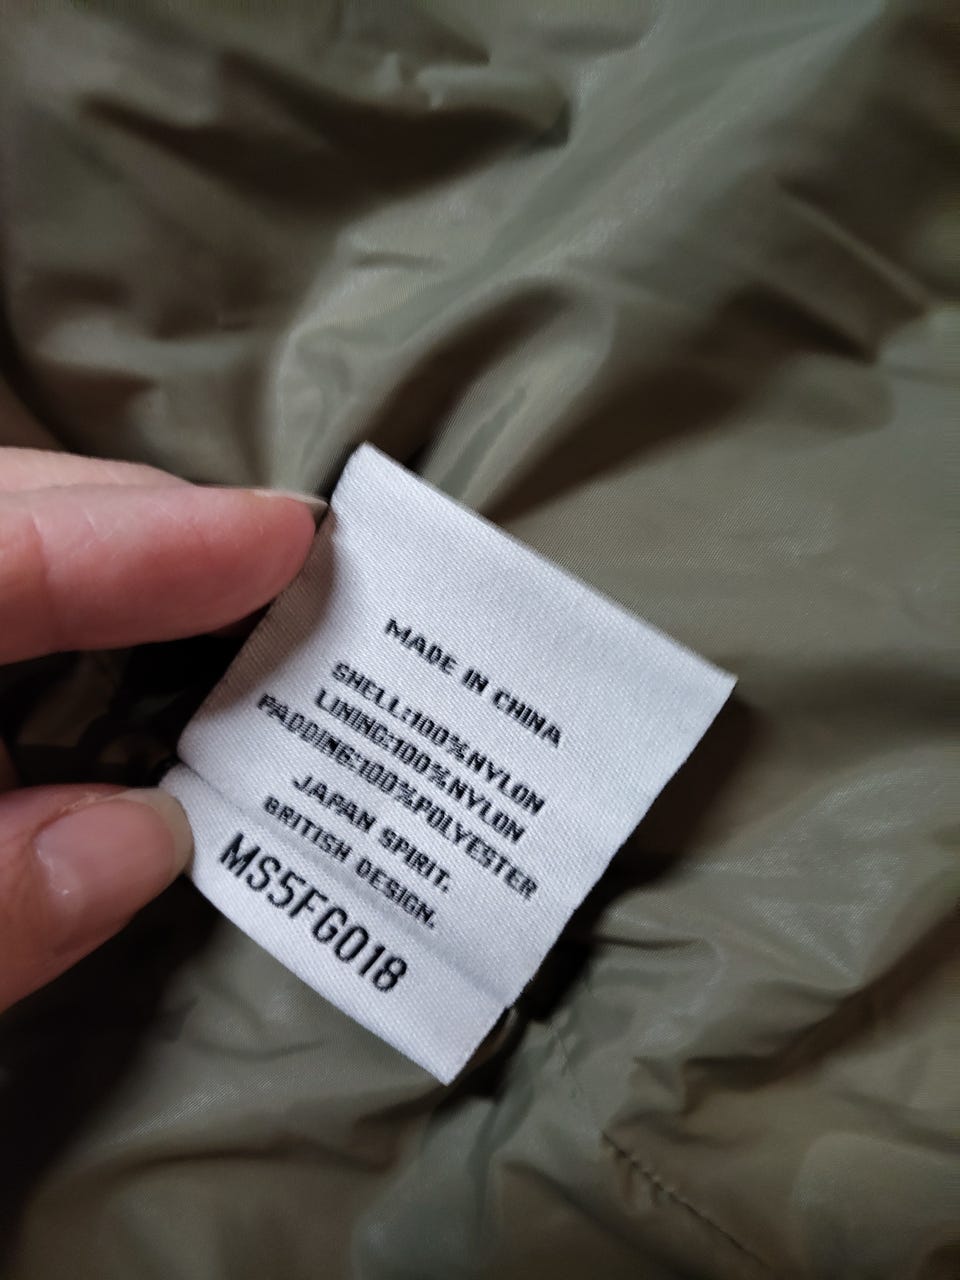 MADE IN CHINA
SHELL:100%NYLON
LINING:100%NYLON
PADDING:100%POLYESTER
JAPAN SPIRIT.
BRITISH DESIGN.
MS5FG018